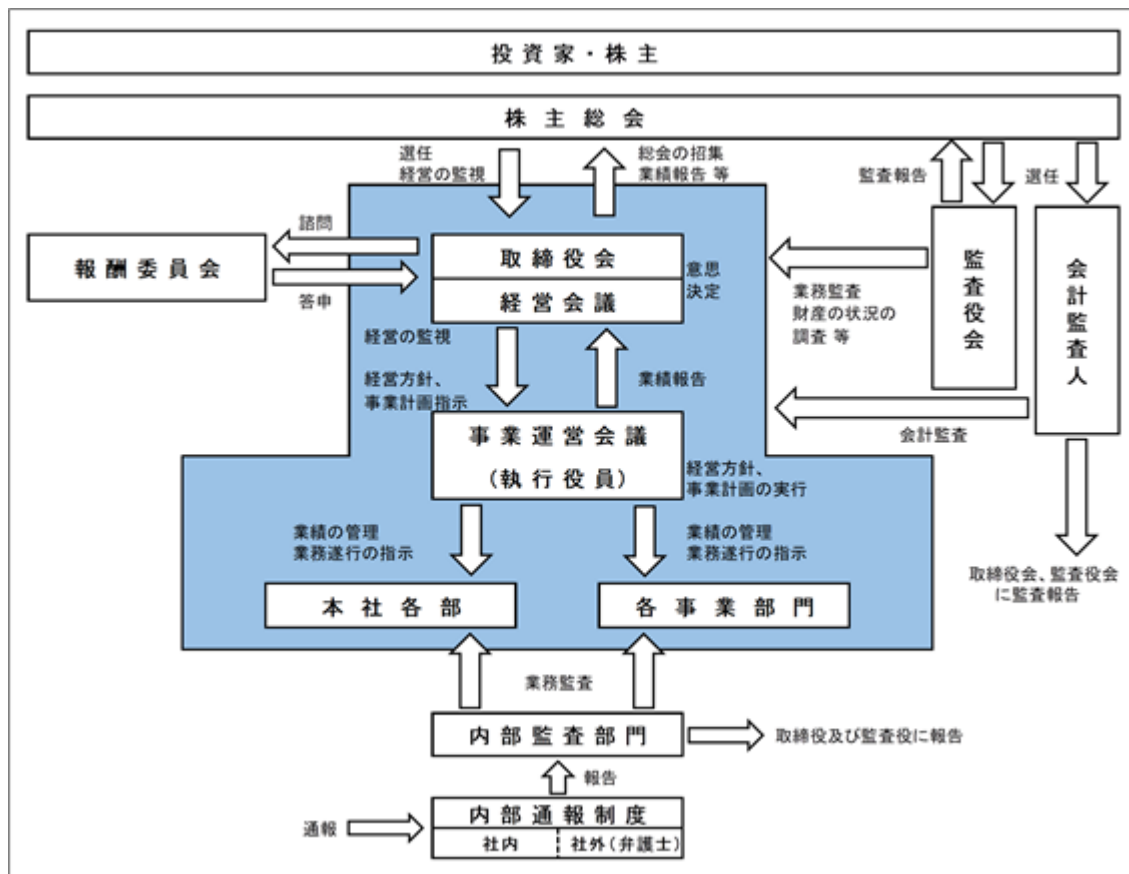 投資家・株主
株主総会
選任
経営の監視
総会の招集
業績報告 等
監査報告
選任
諮問
報酬委員会
答申
取締役会
経営会議
意思
決定
業務監査
財産の状況の
調査 等
監査役会
会計監査人
経営の監視
経営方針、
事業計画指示
業績報告
会計監査
事業運営会議
(執行役員)
経営方針、
事業計画の実行
業績の管理
業務遂行の指示
業績の管理
業務遂行の指示
取締役会、監査役会
に監査報告
本社各部
各事業部門
業務監査
内部監査部門
取締役及び監査役に報告
報告
通報
内部通報制度
社内
社外(弁護士)